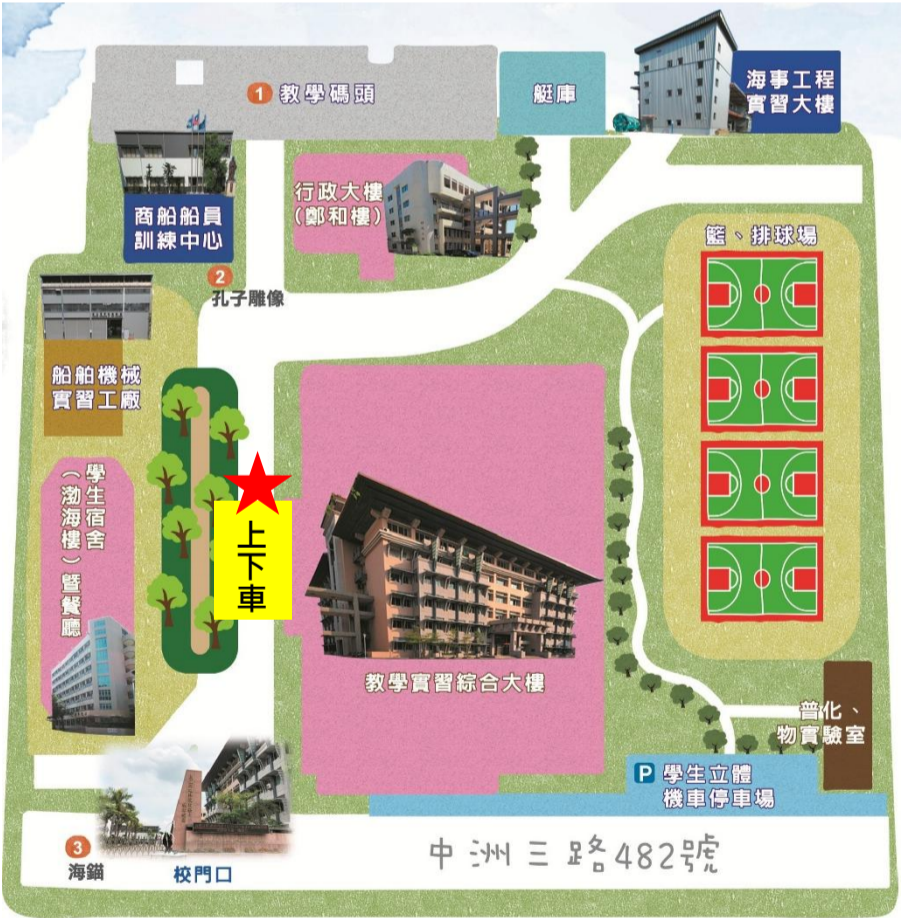 1 教學碼頭
艇庫
海事工程
實習大樓
商船船員
訓練中心
行政大樓
(鄭和樓)
籃、排球場
2
孔子雕像
船舶機械
實習工廠
學生宿舍
(渤海樓)暨餐廳
上下車
教學實習綜合大樓
普化、
物實驗室
P 學生立體
機車停車場
3
海錨
校門口
中洲三路482號